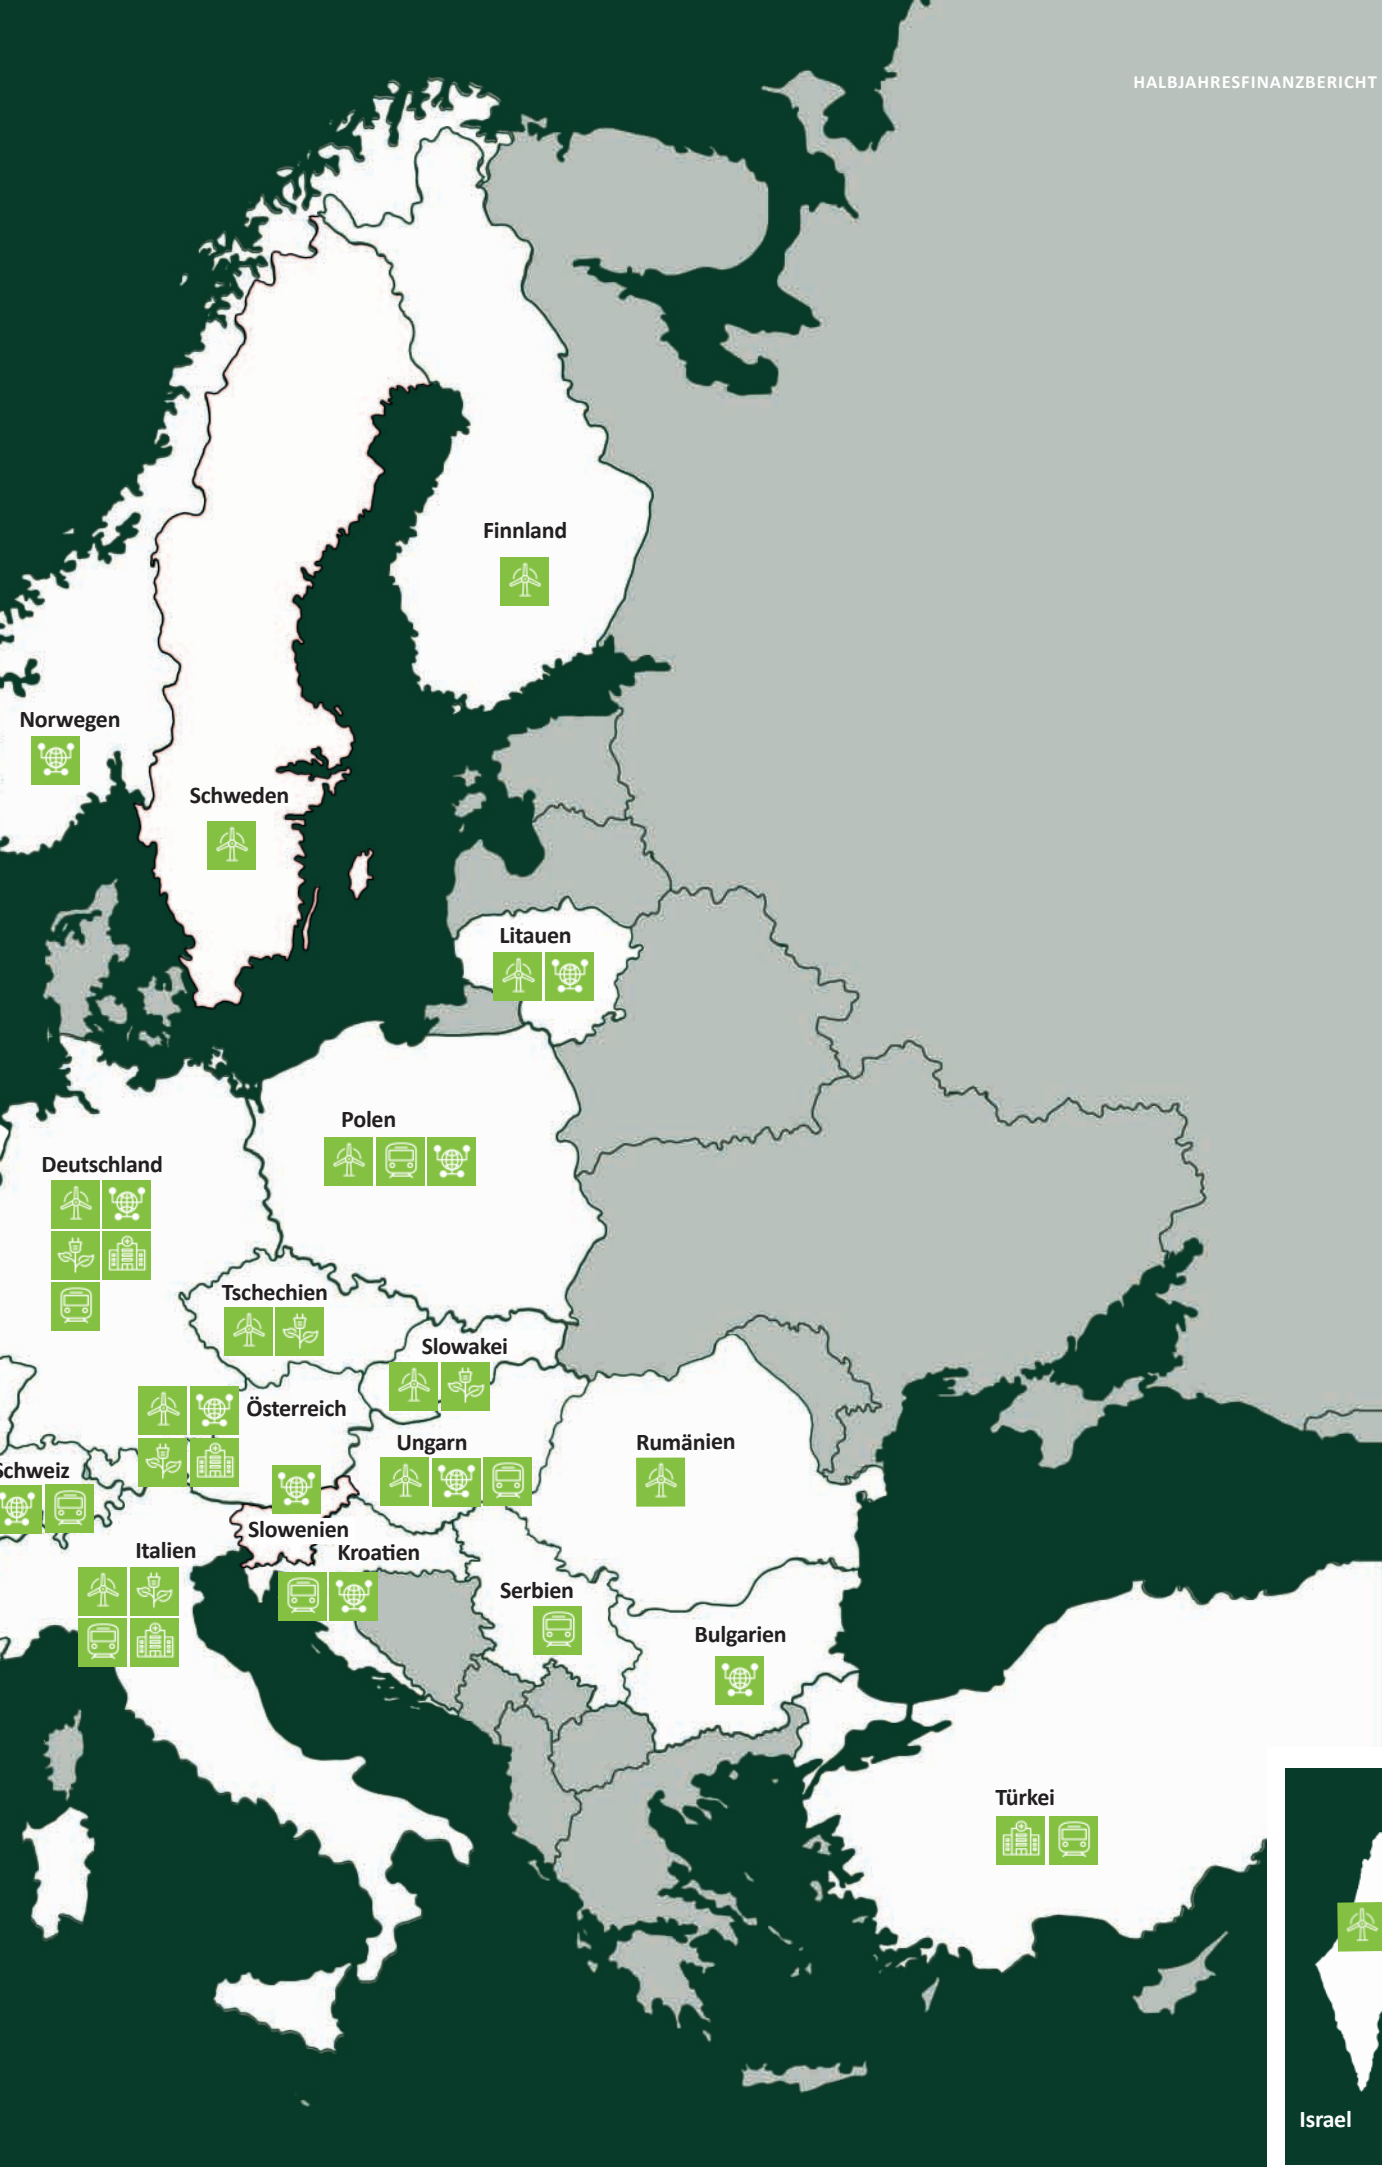 HALBJAHRESFINANZBERICHT
Finnland
Norwegen
Schweden
Litauen
Polen
Deutschland
Tschechien
Slowakei
Österreich
Ungarn
Rumänien
Schweiz
Slowenien
Italien
Kroatien
Serbien
Bulgarien
Türkei
Israel